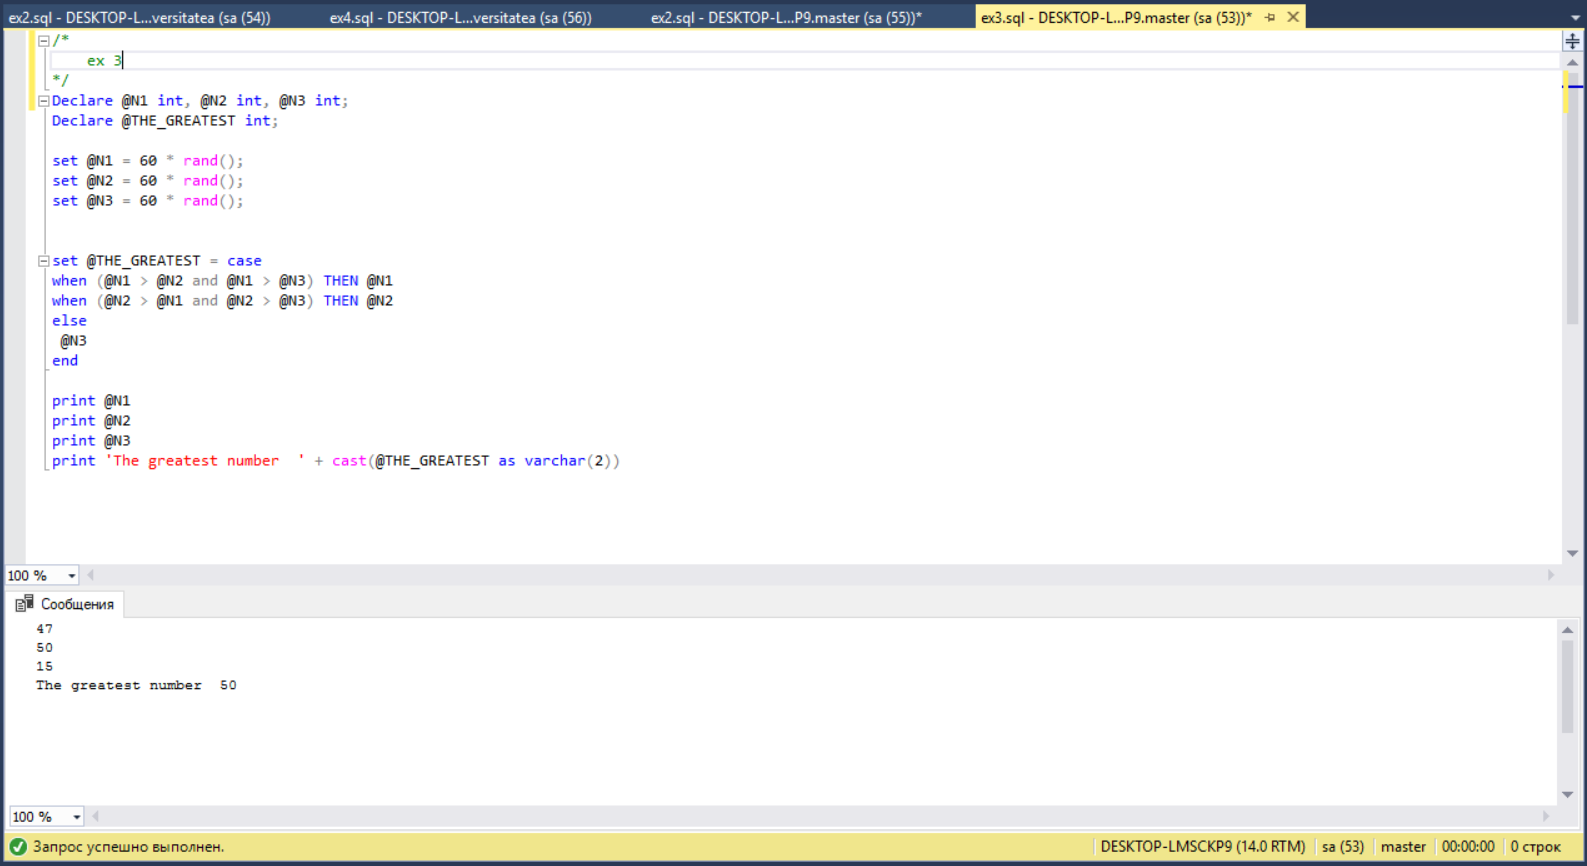 ex2.sql - DESKTOP-L...versitatea (sa (54))
ex4.sql - DESKTOP-L...versitatea (sa (56))
ex2.sql - DESKTOP-L...P9.master (sa (55))*
ex3.sql - DESKTOP-L...P9.master (sa (53))*
/*
    ex 3
*/
Declare @N1 int, @N2 int, @N3 int;
Declare @THE_GREATEST int;
set @N1 = 60 * rand();
set @N2 = 60 * rand();
set @N3 = 60 * rand();
set @THE_GREATEST = case
when (@N1 > @N2 and @N1 > @N3) THEN @N1
when (@N2 > @N1 and @N2 > @N3) THEN @N2
else
 @N3
end
print @N1
print @N2
print @N3
print 'The greatest number  ' + cast(@THE_GREATEST as varchar(2))
100 %
Сообщения
47
50
15
The greatest number  50
100 %
Запрос успешно выполнен.
DESKTOP-LMSCKP9 (14.0 RTM)
sa (53)
master
00:00:00
0 строк